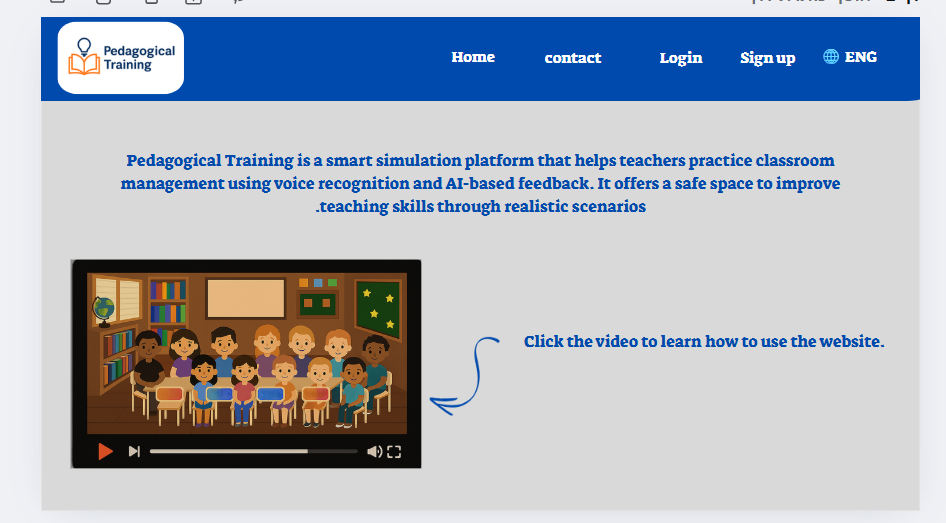 Pedagogical
Training
Home
contact
Login
Sign up
ENG
Pedagogical Training is a smart simulation platform that helps teachers practice classroom
management using voice recognition and AI-based feedback. It offers a safe space to improve
.teaching skills through realistic scenarios
Click the video to learn how to use the website.